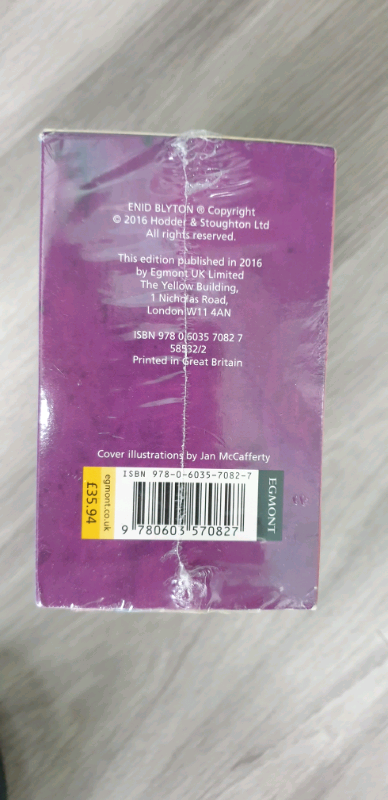 ENID BLYTON ® Copyright
© 2016 Hodder & Stoughton Ltd
All rights reserved.
This edition published in 2016
by Egmont UK Limited
The Yellow Building,
1 Nicholas Road,
London W11 4AN
ISBN 978 0 6035 7082 7
58532/2
Printed in Great Britain
Cover illustrations by Jan McCafferty
ISBN 978-0-6035-7082-7
9 780603 570827
egmont.co.uk
£35.94
EGMONT